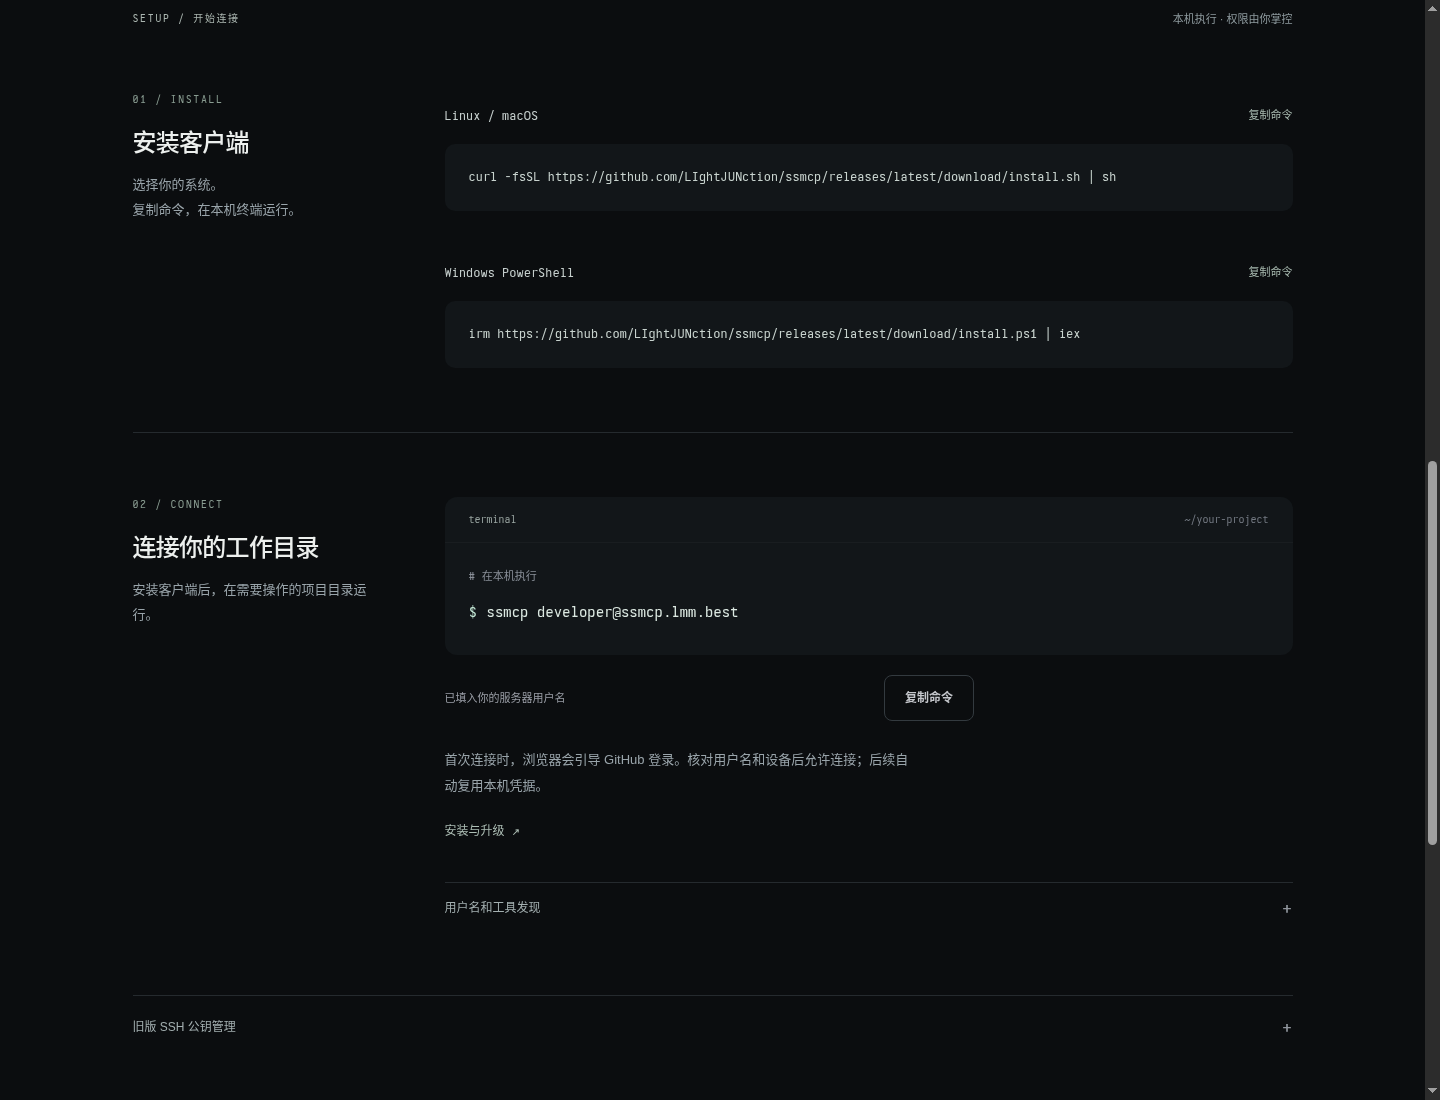 SETUP / 开始连接
本机执行 · 权限由你掌控
01 / INSTALL
安装客户端
选择你的系统。
复制命令，在本机终端运行。
Linux / macOS
复制命令
curl -fsSL https://github.com/LIghtJUNction/ssmcp/releases/latest/download/install.sh | sh
Windows PowerShell
复制命令
irm https://github.com/LIghtJUNction/ssmcp/releases/latest/download/install.ps1 | iex
02 / CONNECT
连接你的工作目录
安装客户端后，在需要操作的项目目录运
行。
terminal
~/your-project
# 在本机执行
$ ssmcp developer@ssmcp.lmm.best
已填入你的服务器用户名
复制命令
首次连接时，浏览器会引导 GitHub 登录。核对用户名和设备后允许连接；后续自
动复用本机凭据。
安装与升级 ↗
用户名和工具发现
+
旧版 SSH 公钥管理
+